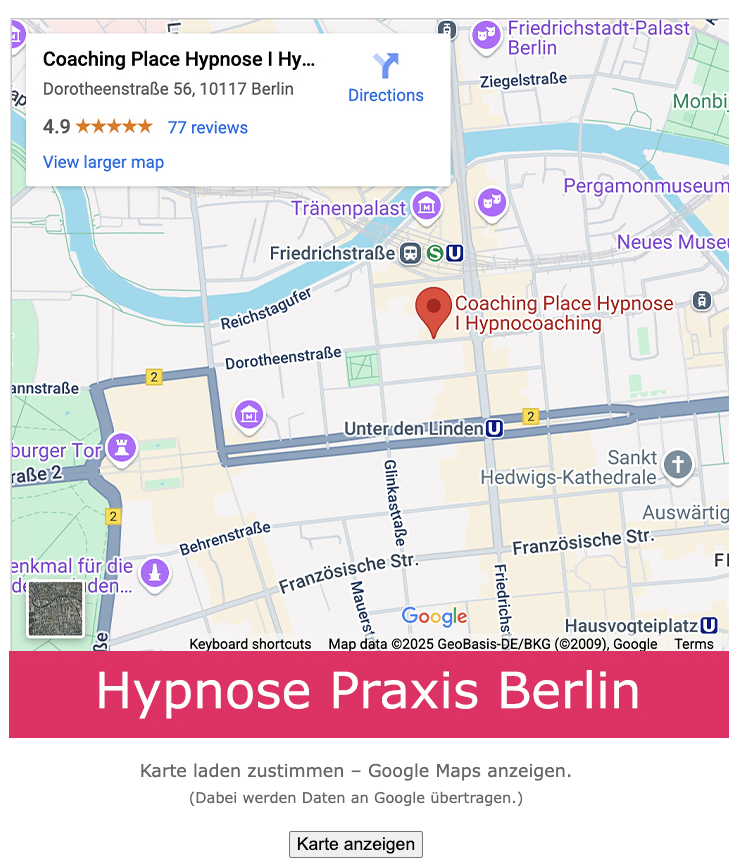 Friedrichstadt-Palast
Berlin
Coaching Place Hypnose I Hy...
Dorotheenstraße 56, 10117 Berlin
Directions
4.9
77 reviews
View larger map
Ziegelstraße
Monbij
Pergamonmuseum
Tränenpalast
Neues Museu
Friedrichstraße
S
U
Coaching Place Hypnose
I Hypnocoaching
Reichstagufer
Dorotheenstraße
annstraße
2
2
Unter den Linden
U
burger Tor
raße 2
Glinkastraße
Sankt
Hedwigs-Kathedrale
Auswärtig
2
Behrenstraße
Französische Str.
Französische Str.
enkmal für die
den...
Mauerst
Friedrichst
Google
Hausvogteiplatz
U
Keyboard shortcuts
Map data ©2025 GeoBasis-DE/BKG (©2009), Google
Terms
Hypnose Praxis Berlin
Karte laden zustimmen – Google Maps anzeigen.
(Dabei werden Daten an Google übertragen.)
Karte anzeigen